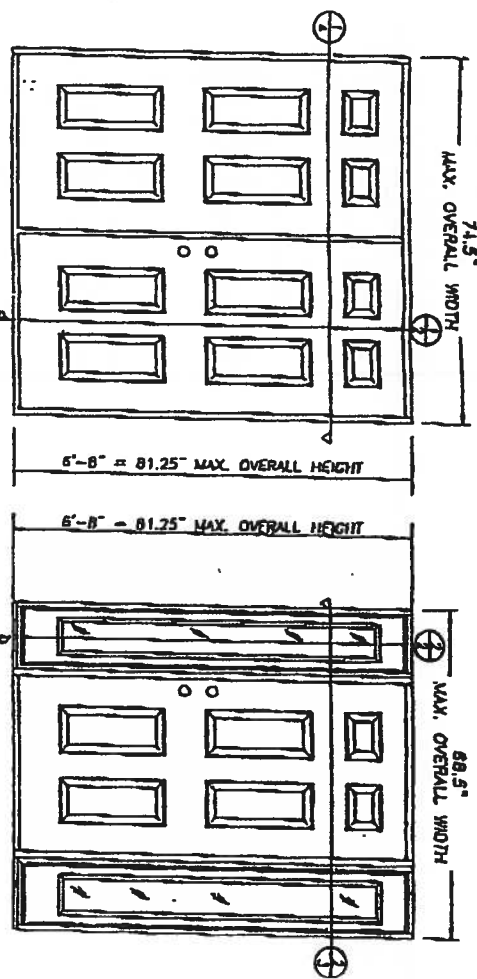 74.5"
MAX. OVERALL WIDTH
6'-8" = 81.25" MAX. OVERALL HEIGHT
6'-8" = 81.25" MAX. OVERALL HEIGHT
68.5"
MAX. OVERALL WIDTH